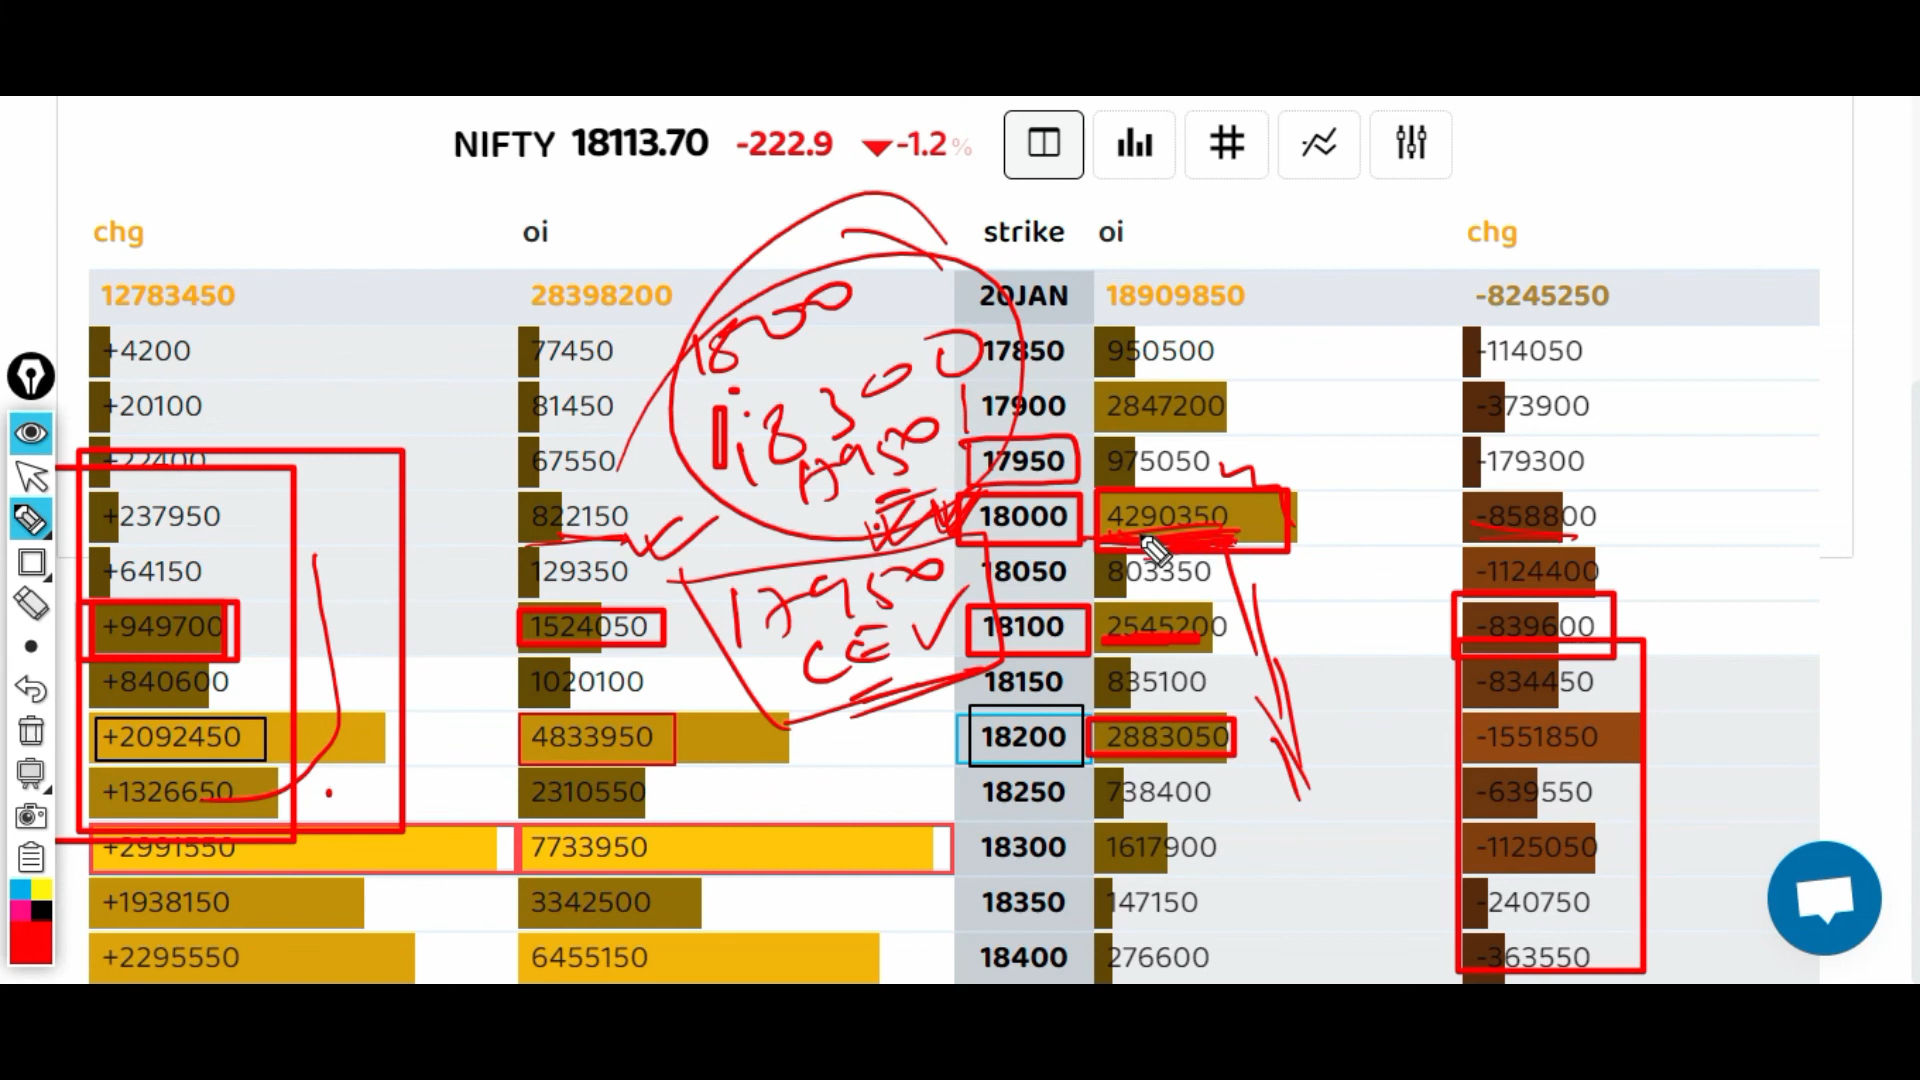 NIFTY 18113.70 -222.9 ▼-1.2 %
chg oi strike oi chg
12783450 28398200 20JAN 18909850 -8245250
+4200 77450 17850 950500 -114050
+20100 81450 17900 2847200 -373900
+22400 67550 17950 975050 -179300
+237950 822150 18000 4290350 -858800
+64150 129350 18050 803350 -1124400
+949700 1524050 18100 2545200 -839600
+840600 1020100 18150 835100 -834450
+2092450 4833950 18200 2883050 -1551850
+1326650 2310550 18250 738400 -639550
+2991550 7733950 18300 1617900 -1125050
+1938150 3342500 18350 147150 -240750
+2295550 6455150 18400 276600 -363550
18000
18300
17950
17950
CE